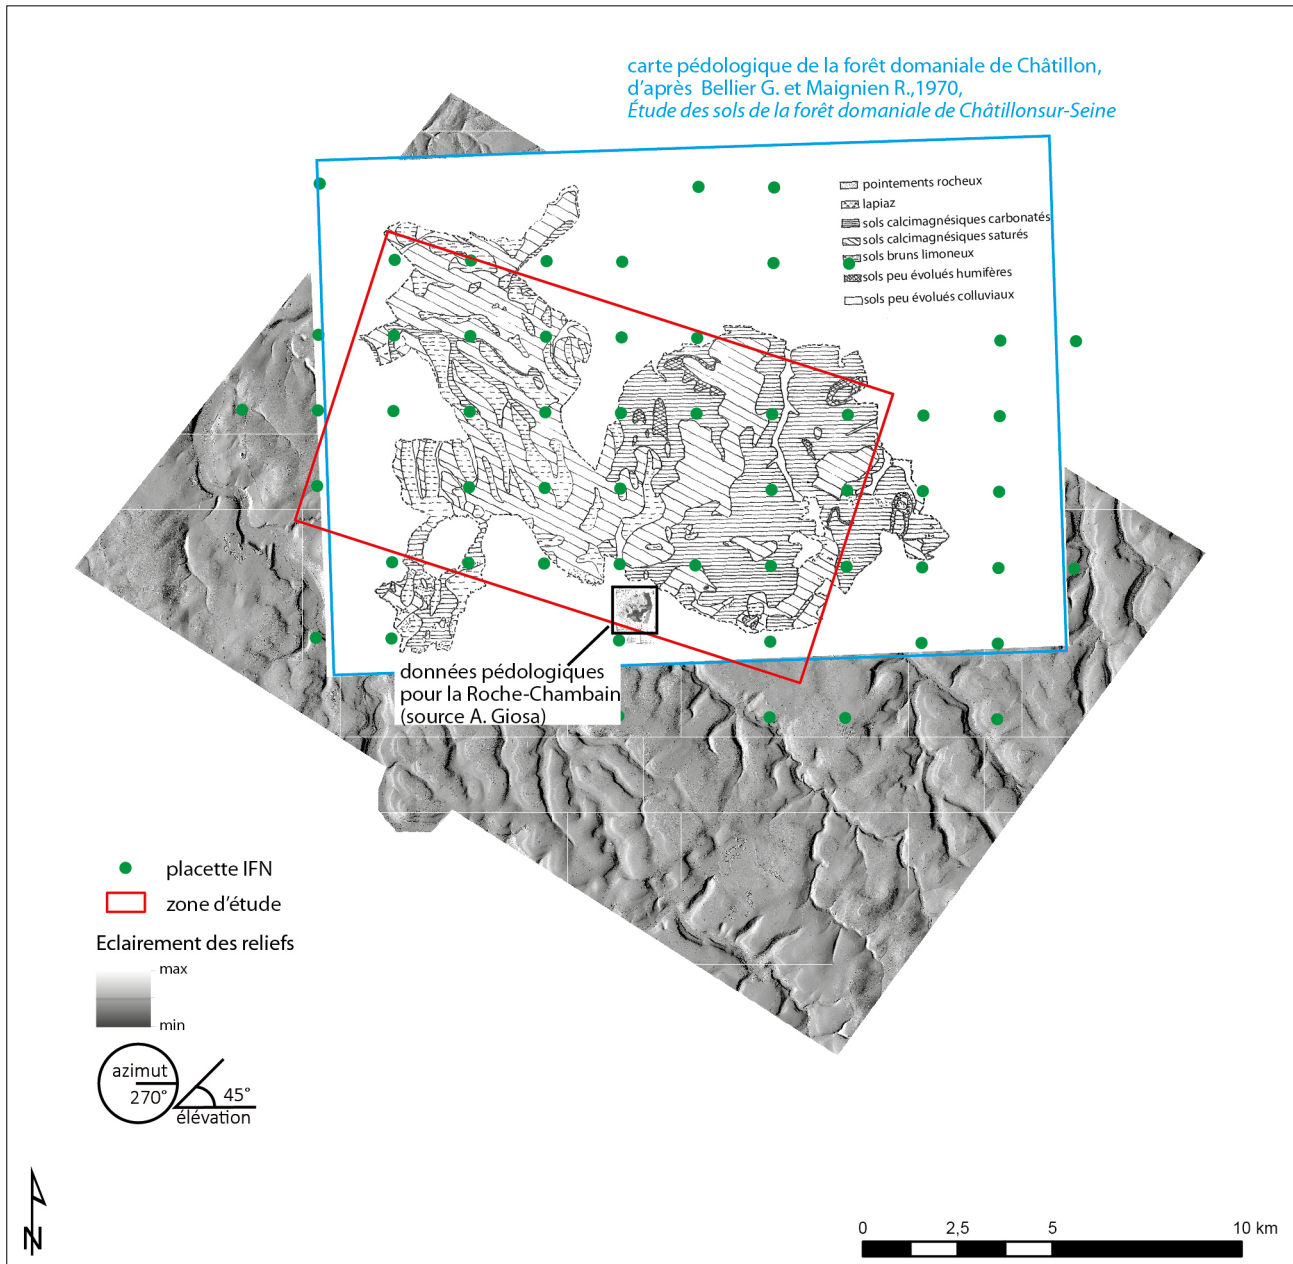 carte pédologique de la forêt domaniale de Châtillon,
d'après Bellier G. et Maignien R.,1970,
Étude des sols de la forêt domaniale de Châtillonsur-Seine
pointements rocheux
lapiaz
sols calcimagnésiques carbonatés
sols calcimagnésiques saturés
sols bruns limoneux
sols peu évolués humifères
sols peu évolués colluviaux
données pédologiques
pour la Roche-Chambain
(source A. Giosa)
placette IFN
zone d'étude
Eclairement des reliefs
max
min
azimut
270°
45°
élévation
N
0 2,5 5 10 km